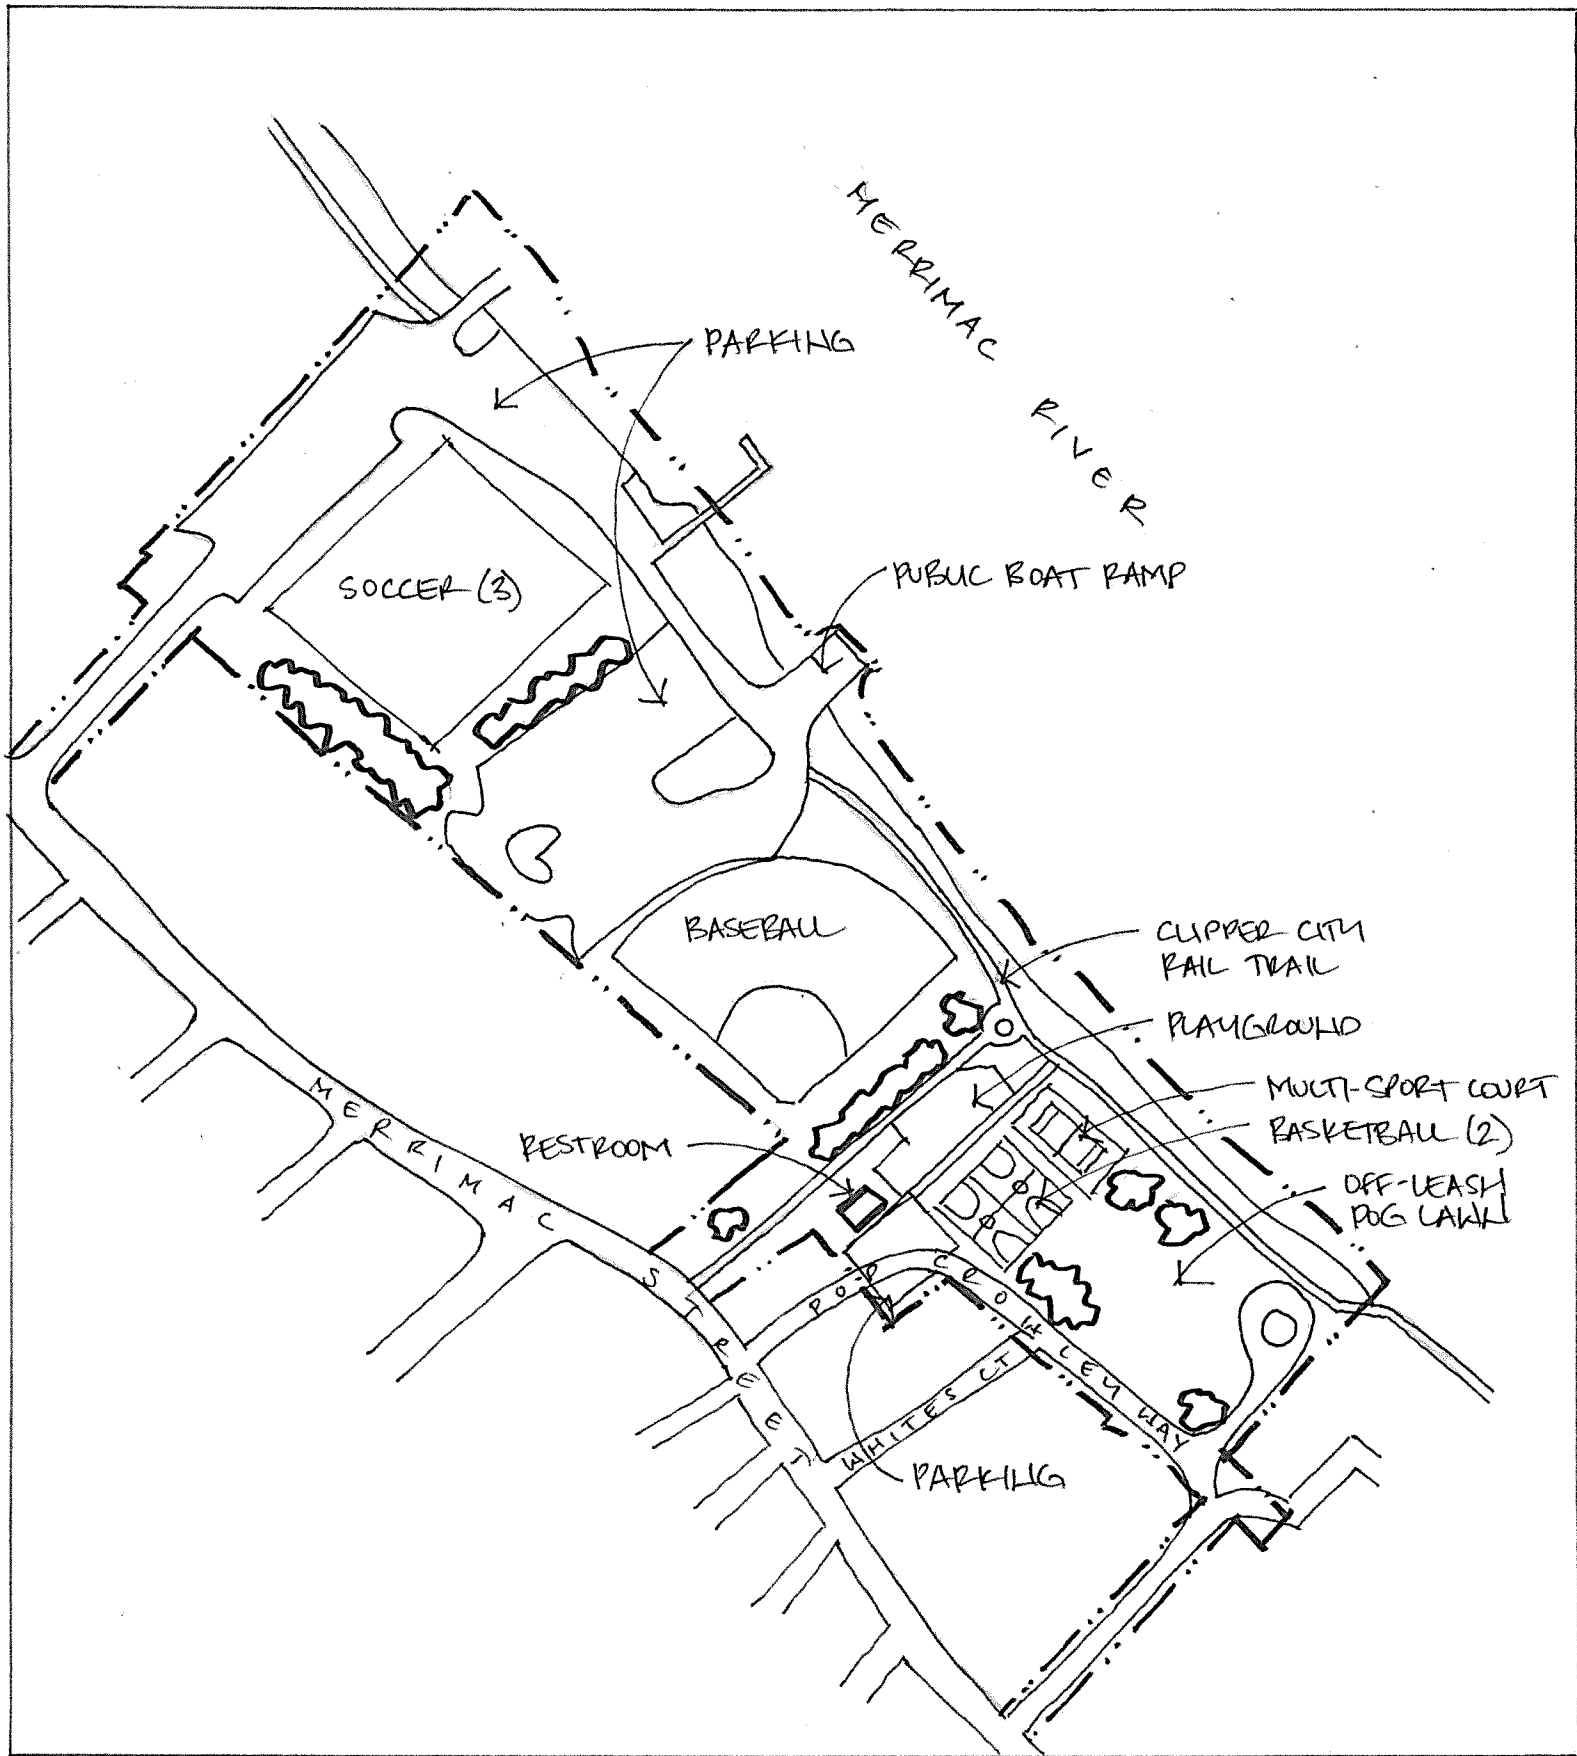 MERRIMAC RIVER
PARKING
SOCCER (3)
PUBLIC BOAT RAMP
BASEBALL
CLIPPER CITY
RAIL TRAIL
PLAYGROUND
MULTI-SPORT COURT
BASKETBALL (2)
RESTROOM
OFF-LEASH
DOG LAWN
MERRIMAC STREET
POP CROWLEY WAY
WHITES CT
PARKING